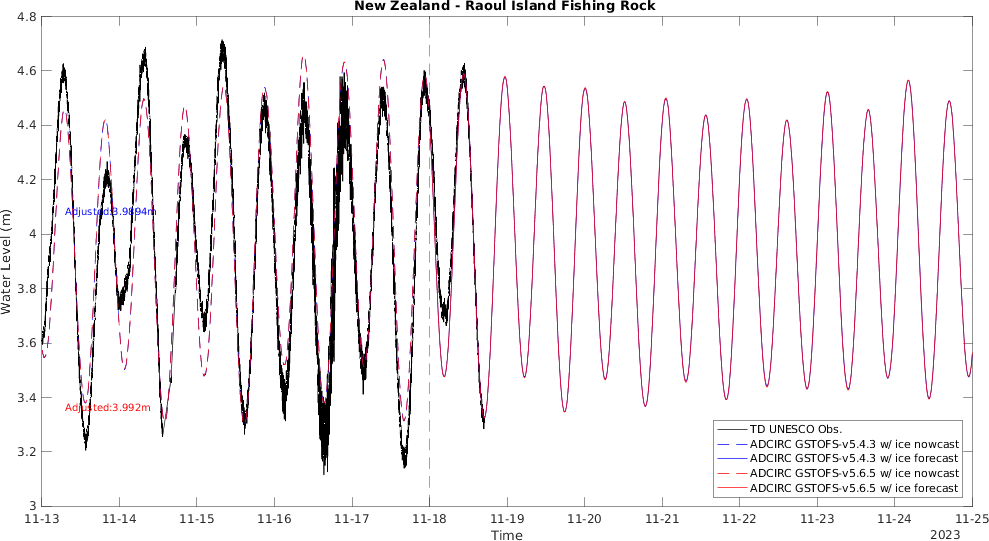 New Zealand - Raoul Island Fishing Rock
4.8
4.6
4.4
4.2
4
3.8
3.6
3.4
3.2
3
Water Level (m)
Adjusted:3.9894m
Adjusted:3.992m
TD UNESCO Obs.
ADCIRC GSTOFS-v5.4.3 w/ ice nowcast
ADCIRC GSTOFS-v5.4.3 w/ ice forecast
ADCIRC GSTOFS-v5.6.5 w/ ice nowcast
ADCIRC GSTOFS-v5.6.5 w/ ice forecast
11-13 11-14 11-15 11-16 11-17 11-18 11-19 11-20 11-21 11-22 11-23 11-24 11-25
Time
2023